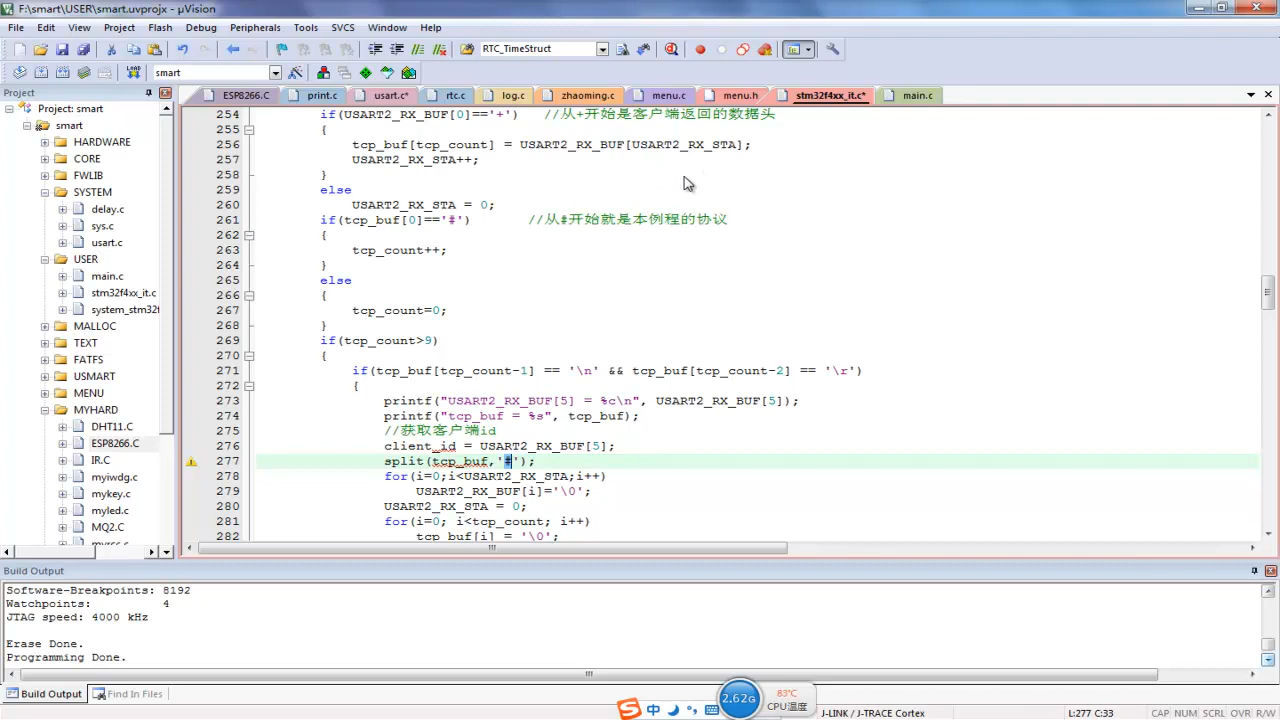 F:\smart\USER\smart.uvprojx - µVision
File Edit View Project Flash Debug Peripherals Tools SVCS Window Help
RTC_TimeStruct
LOAD smart
Project
ESP8266.C print.c usart.c* rtc.c log.c zhaoming.c menu.c menu.h stm32f4xx_it.c* main.c
Project: smart
smart
HARDWARE
CORE
FWLIB
SYSTEM
delay.c
sys.c
usart.c
USER
main.c
stm32f4xx_it.c
system_stm32f
MALLOC
TEXT
FATFS
USMART
MENU
MYHARD
DHT11.C
ESP8266.C
IR.C
myiwdg.c
mykey.c
myled.c
MQ2.C
254 if(USART2_RX_BUF[0]=='+') //从+开始是客户端返回的数据头
255 {
256 tcp_buf[tcp_count] = USART2_RX_BUF[USART2_RX_STA];
257 USART2_RX_STA++;
258 }
259 else
260 USART2_RX_STA = 0;
261 if(tcp_buf[0]=='#') //从#开始就是本例程的协议
262 {
263 tcp_count++;
264 }
265 else
266 {
267 tcp_count=0;
268 }
269 if(tcp_count>9)
270 {
271 if(tcp_buf[tcp_count-1] == '\n' && tcp_buf[tcp_count-2] == '\r')
272 {
273 printf("USART2_RX_BUF[5] = %c\n", USART2_RX_BUF[5]);
274 printf("tcp_buf = %s", tcp_buf);
275 //获取客户端id
276 client_id = USART2_RX_BUF[5];
277 split(tcp_buf,'#');
278 for(i=0;i<USART2_RX_STA;i++)
279 USART2_RX_BUF[i]='\0';
280 USART2_RX_STA = 0;
281 for(i=0; i<tcp_count; i++)
282 tcp_buf[i] = '\0';
Build Output
Software-Breakpoints: 8192
Watchpoints: 4
JTAG speed: 4000 kHz
Erase Done.
Programming Done.
Build Output Find In Files
中
2.62G
83℃
CPU温度
J-LINK / J-TRACE Cortex
L:277 C:33
CAP NUM SCRL OVR R/W